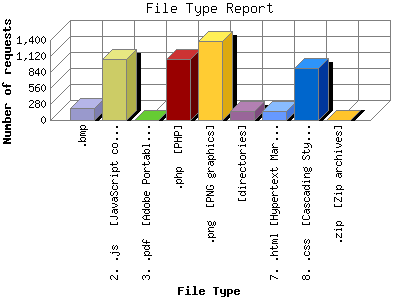 File Type Report
Number of requests
1,400
1,120
840
560
280
0
.bmp
2. .js [JavaScript co...
3. .pdf [Adobe Portabl...
.php [PHP]
.png [PNG graphics]
[directories]
7. .html [Hypertext Mar...
8. .css [Cascading Sty...
.zip [Zip archives]
File Type